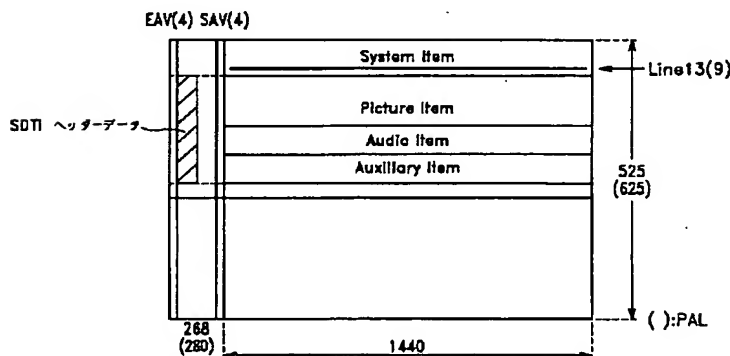 EAV(4) SAV(4)
System Item
Line13(9)
Picture Item
SDTI ヘッダーデータ
Audio Item
Auxiliary Item
525
(625)
268
(280)
1440
( ):PAL